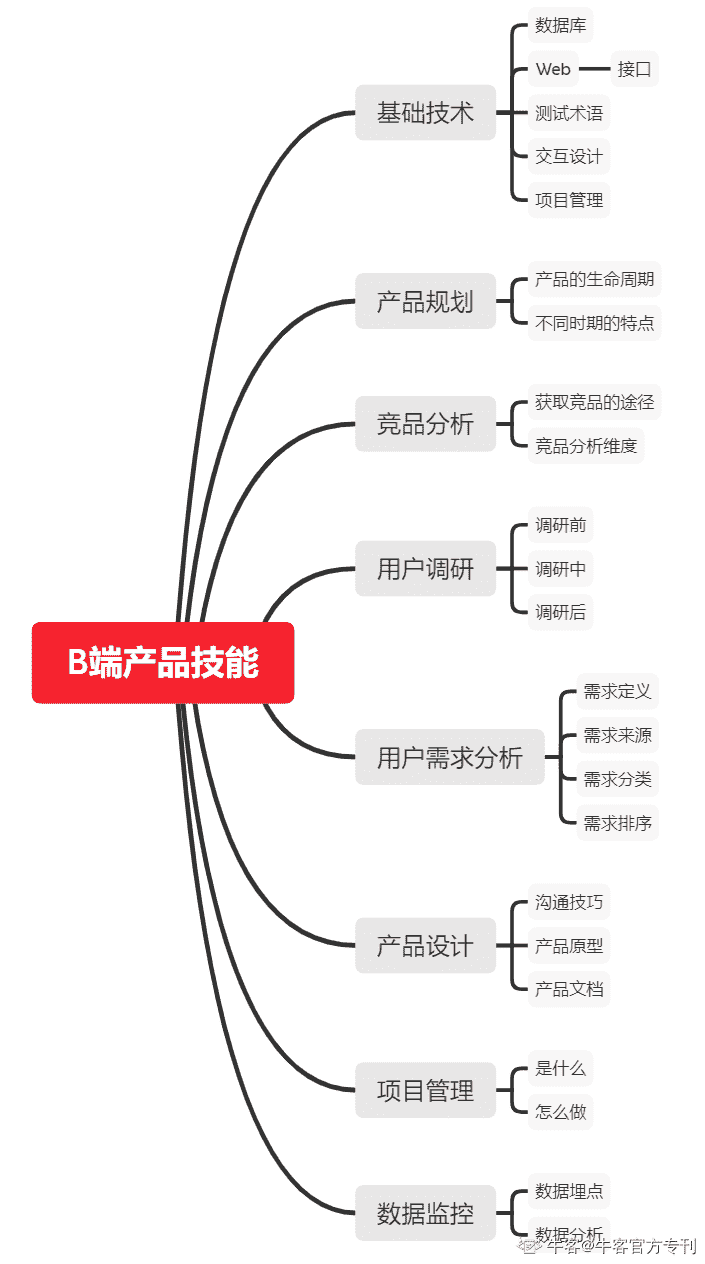 B端产品技能
基础技术
数据库
Web
接口
测试术语
交互设计
项目管理
产品规划
产品的生命周期
不同时期的特点
竞品分析
获取竞品的途径
竞品分析维度
用户调研
调研前
调研中
调研后
用户需求分析
需求定义
需求来源
需求分类
需求排序
产品设计
沟通技巧
产品原型
产品文档
项目管理
是什么
怎么做
数据监控
数据埋点
数据分析
牛客@牛客官方专刊